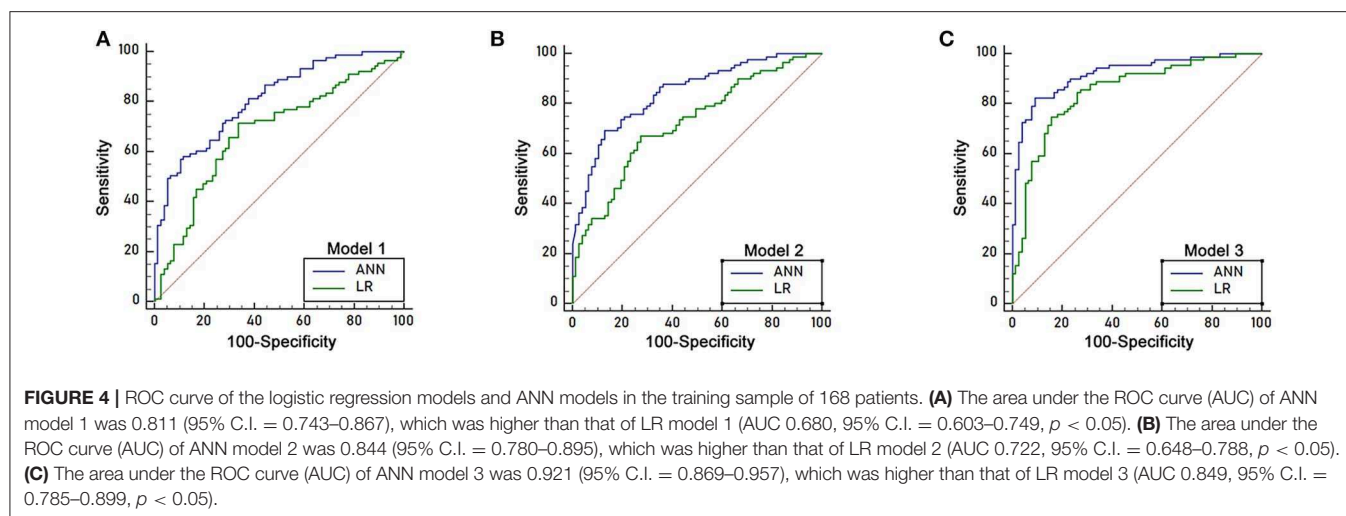 A
B
C
100
80
60
40
20
0
Sensitivity
Model 1
ANN
LR
0 20 40 60 80 100
100-Specificity
100
80
60
40
20
0
Sensitivity
Model 2
ANN
LR
0 20 40 60 80 100
100-Specificity
100
80
60
40
20
0
Sensitivity
Model 3
ANN
LR
0 20 40 60 80 100
100-Specificity
FIGURE 4 | ROC curve of the logistic regression models and ANN models in the training sample of 168 patients. (A) The area under the ROC curve (AUC) of ANN
model 1 was 0.811 (95% C.I. = 0.743–0.867), which was higher than that of LR model 1 (AUC 0.680, 95% C.I. = 0.603–0.749, p < 0.05). (B) The area under the
ROC curve (AUC) of ANN model 2 was 0.844 (95% C.I. = 0.780–0.895), which was higher than that of LR model 2 (AUC 0.722, 95% C.I. = 0.648–0.788, p < 0.05).
(C) The area under the ROC curve (AUC) of ANN model 3 was 0.921 (95% C.I. = 0.869–0.957), which was higher than that of LR model 3 (AUC 0.849, 95% C.I. =
0.785–0.899, p < 0.05).